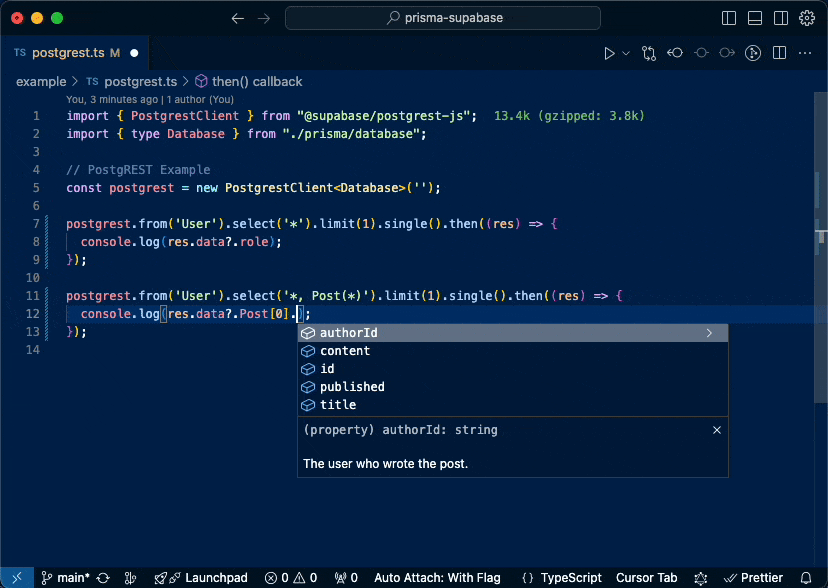 prisma-supabase
TS postgrest.ts M
example > TS postgrest.ts > then() callback
You, 3 minutes ago | 1 author (You)
1 import { PostgrestClient } from "@supabase/postgrest-js"; 13.4k (gzipped: 3.8k)
2 import { type Database } from "./prisma/database";
3
4 // PostgREST Example
5 const postgrest = new PostgrestClient<Database>('');
6
7 postgrest.from('User').select('*').limit(1).single().then((res) => {
8 console.log(res.data?.role);
9 });
10
11 postgrest.from('User').select('*, Post(*)').limit(1).single().then((res) => {
12 console.log(res.data?.Post[0].);
13 });
14
authorId
content
id
published
title
(property) authorId: string
The user who wrote the post.
main* Launchpad 0 0 0 Auto Attach: With Flag {} TypeScript Cursor Tab Prettier